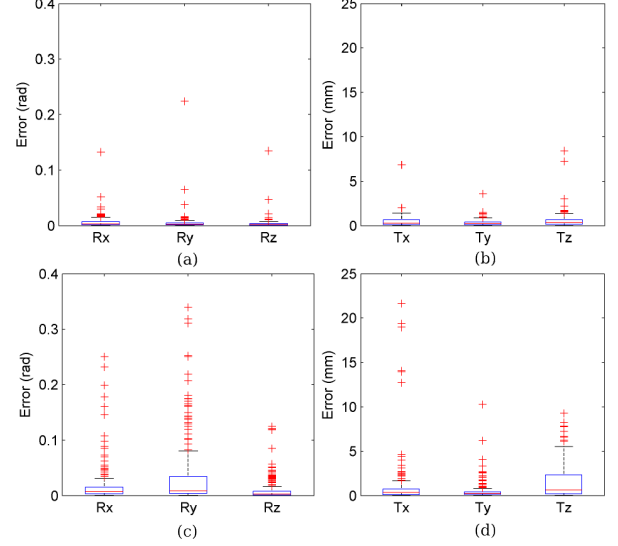 0.4
0.3
0.2
0.1
0
Error (rad)
Rx Ry Rz
(a)
25
20
15
10
5
0
Error (mm)
Tx Ty Tz
(b)
0.4
0.3
0.2
0.1
0
Error (rad)
Rx Ry Rz
(c)
25
20
15
10
5
0
Error (mm)
Tx Ty Tz
(d)